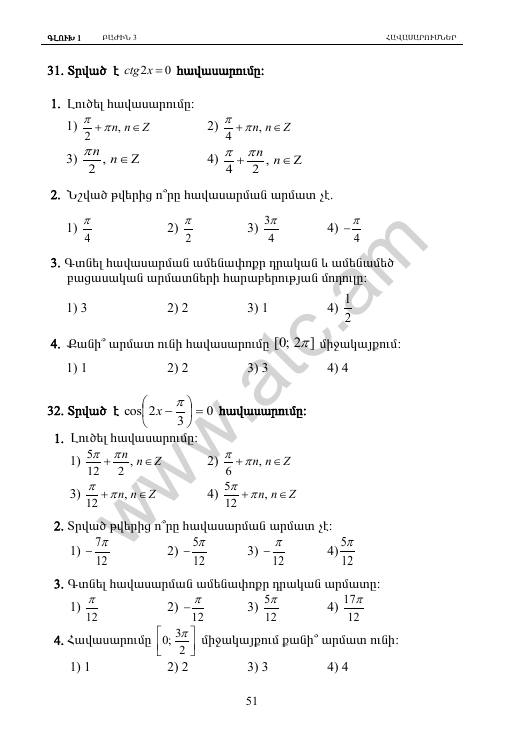 ԳԼՈՒԽ 1 ԲԱԺԻՆ 3 ՀԱՎԱՍԱՐՈՒՄՆԵՐ
31. Տրված է ctg2x = 0 հավասարումը:
1. Լուծել հավասարումը:
1) π/2 + πn, n ∈ Z 2) π/4 + πn, n ∈ Z
3) πn/2, n ∈ Z 4) π/4 + πn/2, n ∈ Z
2. Նշված թվերից ո՞րը հավասարման արմատ չէ.
1) π/4 2) π/2 3) 3π/4 4) −π/4
3. Գտնել հավասարման ամենափոքր դրական և ամենամեծ
բացասական արմատների հարաբերության մոդուլը:
1) 3 2) 2 3) 1 4) 1/2
4. Քանի՞ արմատ ունի հավասարումը [0; 2π] միջակայքում:
1) 1 2) 2 3) 3 4) 4
32. Տրված է cos(2x − π/3) = 0 հավասարումը:
1. Լուծել հավասարումը:
1) 5π/12 + πn/2, n ∈ Z 2) π/6 + πn, n ∈ Z
3) π/12 + πn, n ∈ Z 4) 5π/12 + πn, n ∈ Z
2. Տրված թվերից ո՞րը հավասարման արմատ չէ:
1) −7π/12 2) −5π/12 3) −π/12 4) 5π/12
3. Գտնել հավասարման ամենափոքր դրական արմատը:
1) π/12 2) −π/12 3) 5π/12 4) 17π/12
4. Հավասարումը [0; 3π/2] միջակայքում քանի՞ արմատ ունի:
1) 1 2) 2 3) 3 4) 4
51
www.atc.am